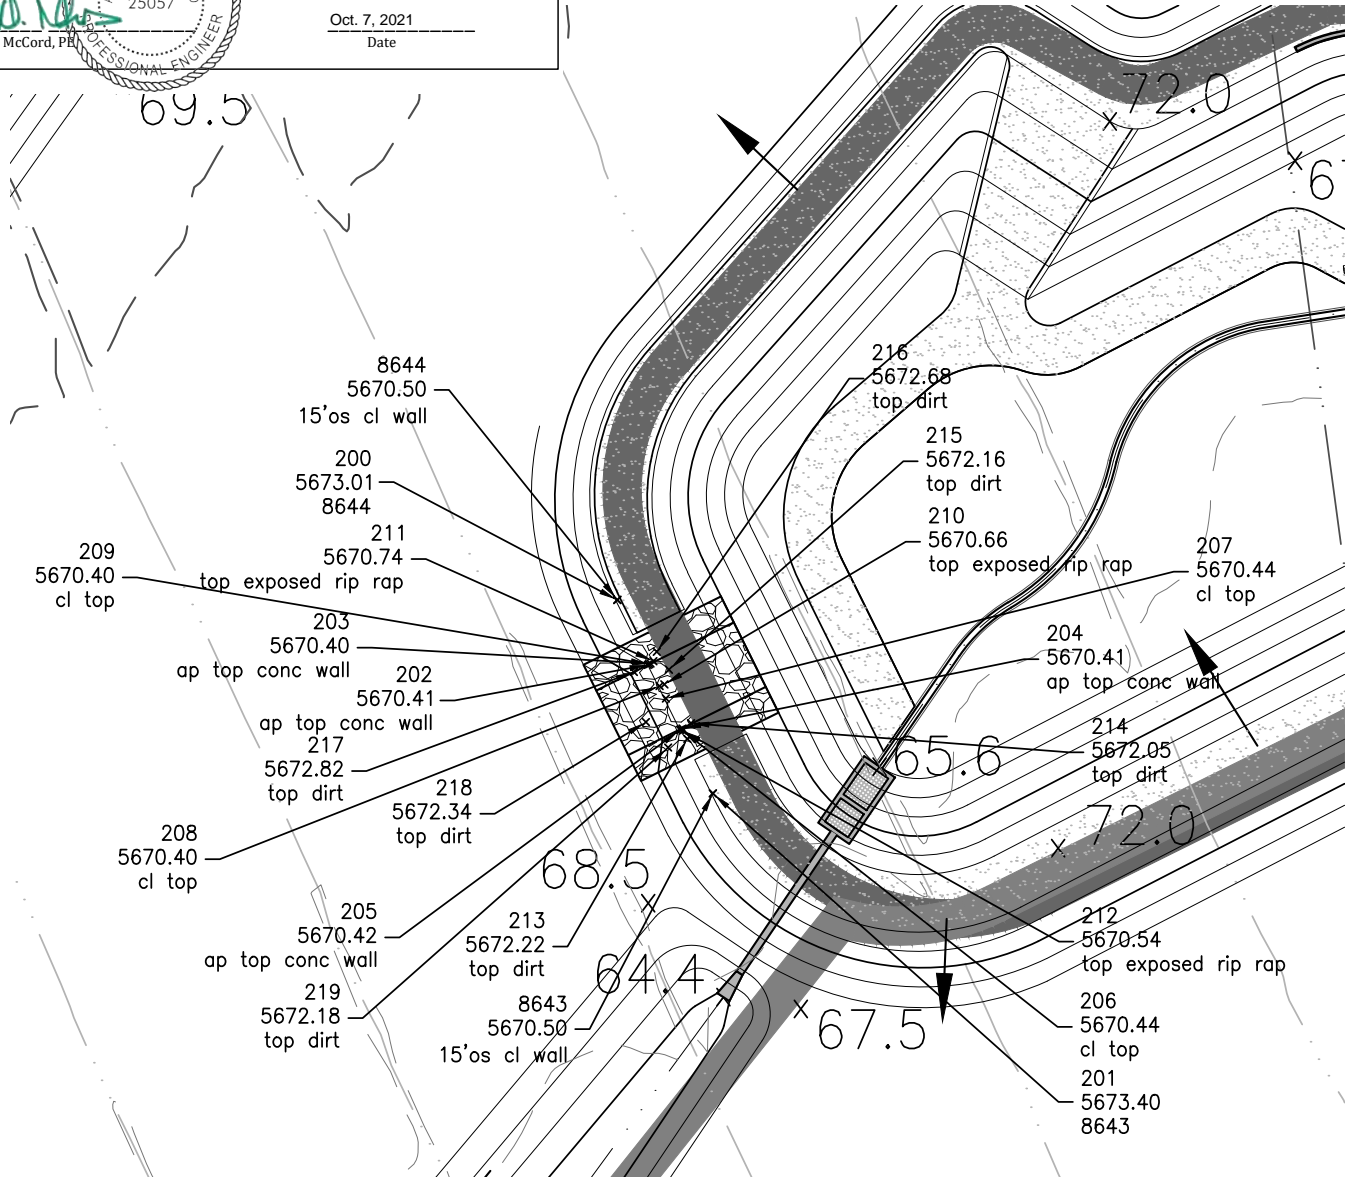 25057
PROFESSIONAL ENGINEER
McCord, PE
Oct. 7, 2021
Date
69.5
72.0
67
8644
5670.50
15'os cl wall
200
5673.01
8644
211
5670.74
top exposed rip rap
209
5670.40
cl top
203
5670.40
ap top conc wall
202
5670.41
ap top conc wall
217
5672.82
top dirt
218
5672.34
top dirt
208
5670.40
cl top
205
5670.42
ap top conc wall
219
5672.18
top dirt
213
5672.22
top dirt
8643
5670.50
15'os cl wall
216
5672.68
top dirt
215
5672.16
top dirt
210
5670.66
top exposed rip rap
207
5670.44
cl top
204
5670.41
ap top conc wall
214
5672.05
top dirt
65.6
72.0
68.5
64.4
67.5
212
5670.54
top exposed rip rap
206
5670.44
cl top
201
5673.40
8643